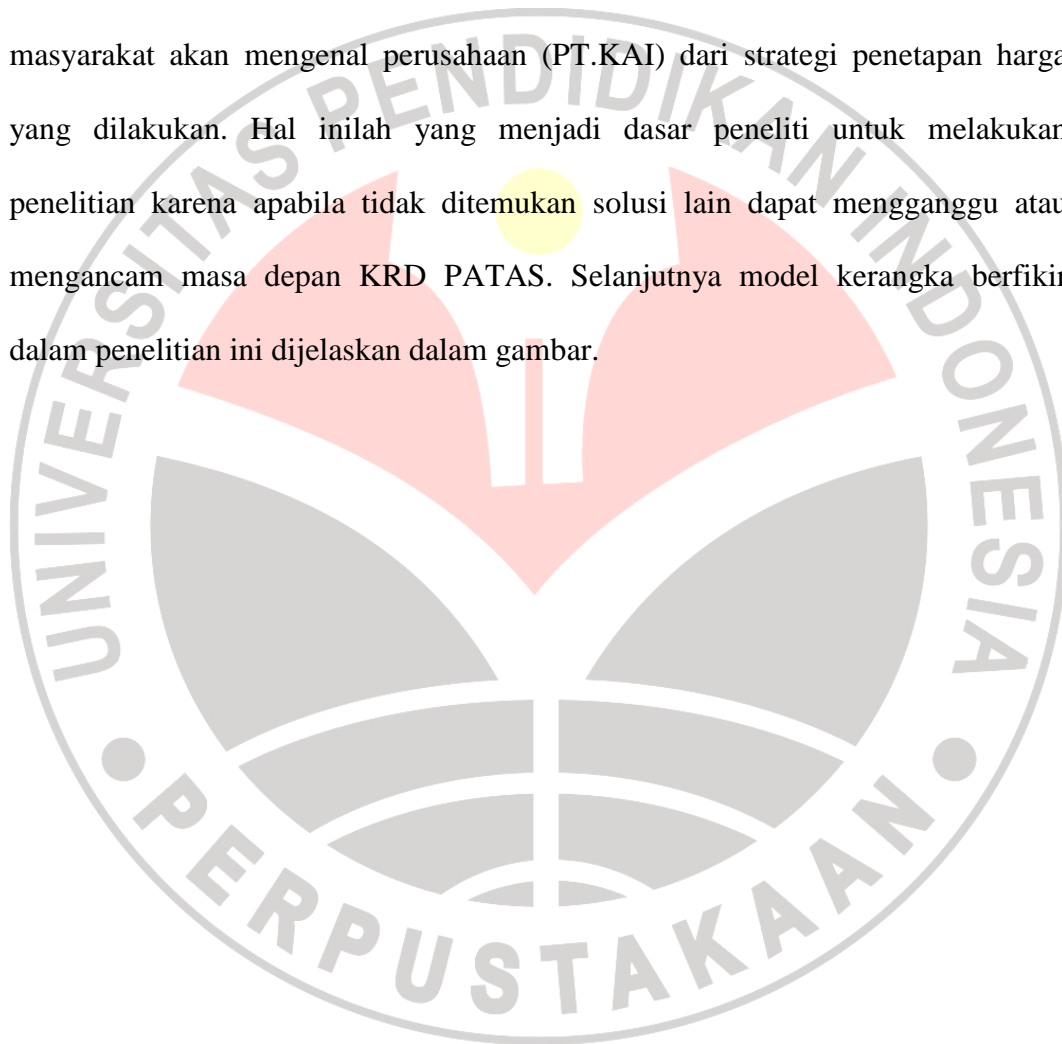 masyarakat akan mengenal perusahaan (PT.KAI) dari strategi penetapan harga
yang dilakukan. Hal inilah yang menjadi dasar peneliti untuk melakukan
penelitian karena apabila tidak ditemukan solusi lain dapat mengganggu atau
mengancam masa depan KRD PATAS. Selanjutnya model kerangka berfikir
dalam penelitian ini dijelaskan dalam gambar.
UNIVERSITAS PENDIDIKAN INDONESIA
PERPUSTAKAAN